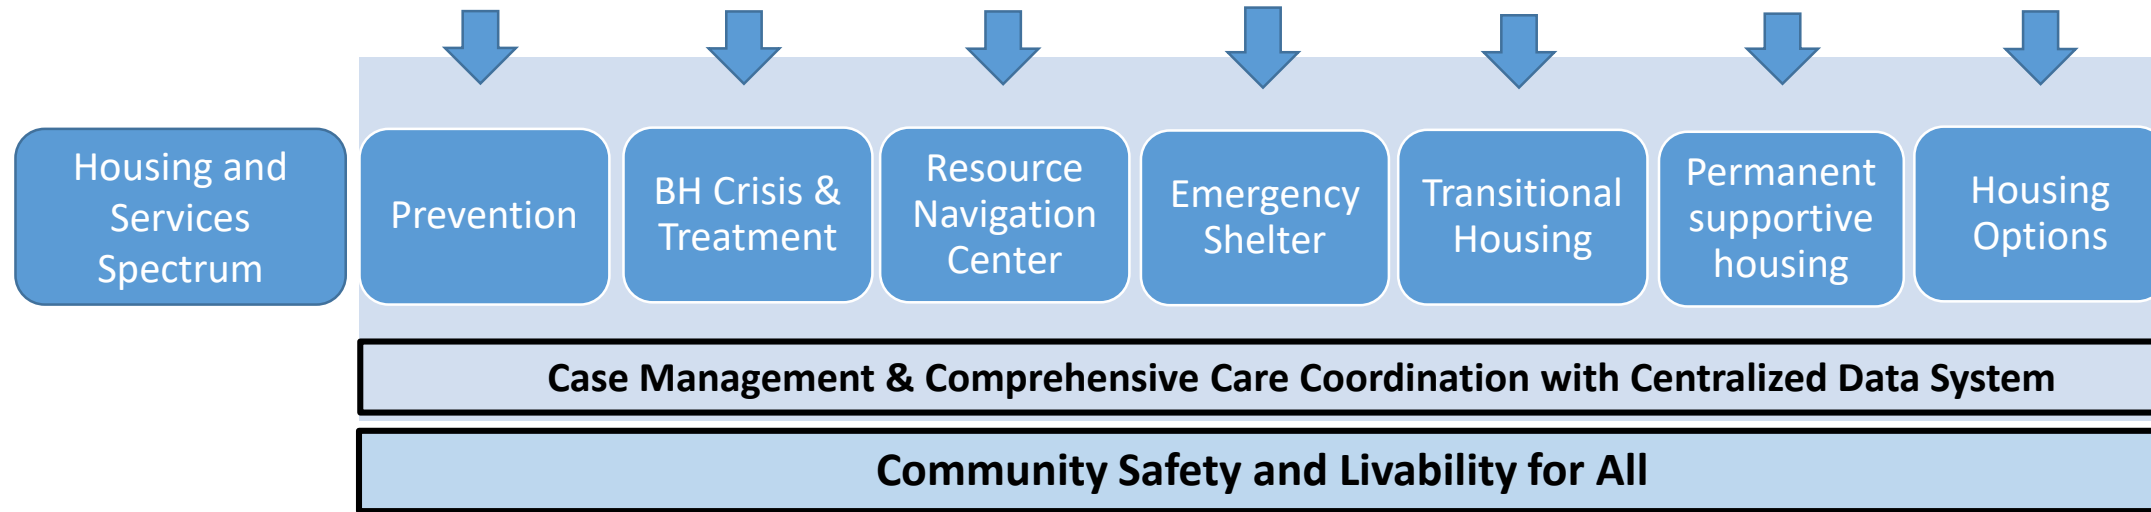 Housing and
Services
Spectrum
Prevention
BH Crisis &
Treatment
Resource
Navigation
Center
Emergency
Shelter
Transitional
Housing
Permanent
supportive
housing
Housing
Options
Case Management & Comprehensive Care Coordination with Centralized Data System
Community Safety and Livability for All